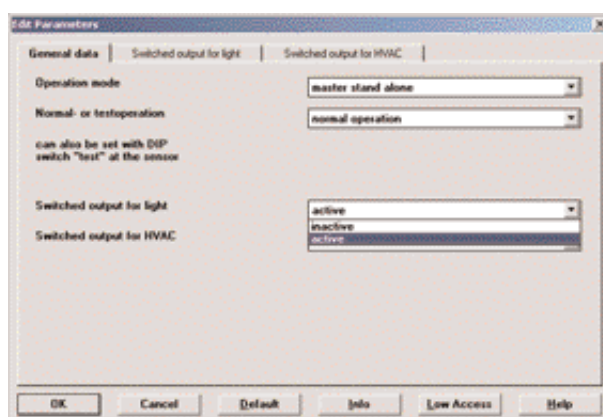 Edit Parameters
General data
Switched output for light
Switched output for HVAC
Operation mode
master stand alone
Normal- or testoperation
normal operation
can also be set with DIP
switch "test" at the sensor
Switched output for light
active
inactive
active
Switched output for HVAC
OK
Cancel
Default
Info
Low Access
Help